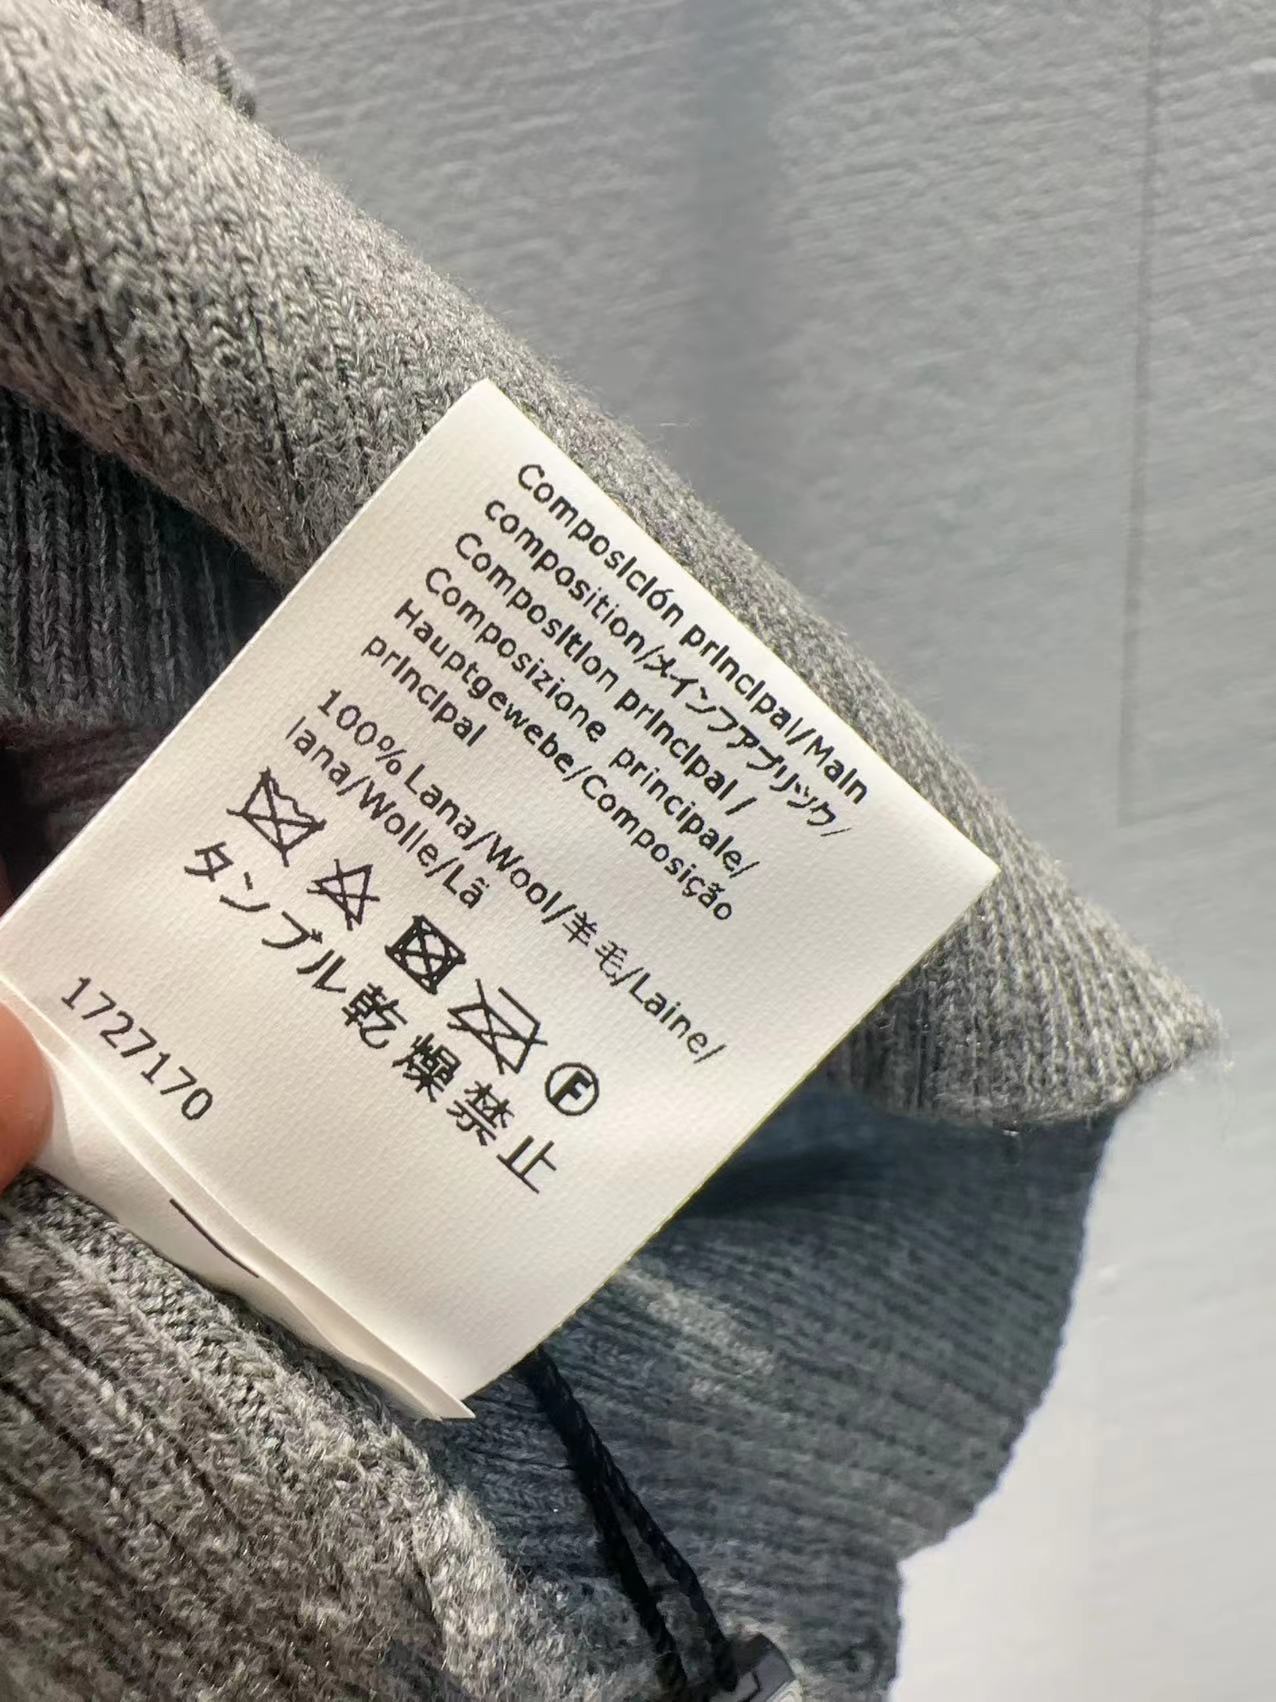 Composición principal/Main
composition/メインファブリック/
Composition principal /
Composizione principale/
Hauptgewebe/Composição
principal
100% Lana/Wool/羊毛/Laine/
lana/Wolle/Lã
F
タンブル乾燥禁止
1727170